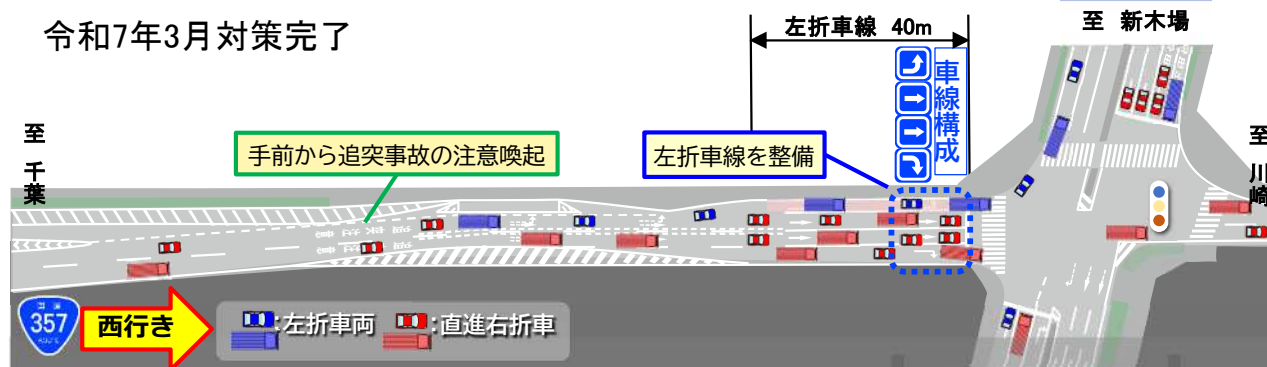 令和7年3月対策完了
左折車線 40m
至 新木場
車線構成
至 千葉
手前から追突事故の注意喚起
左折車線を整備
至 川崎
国道
357
ROUTE
西行き
:左折車両
:直進右折車